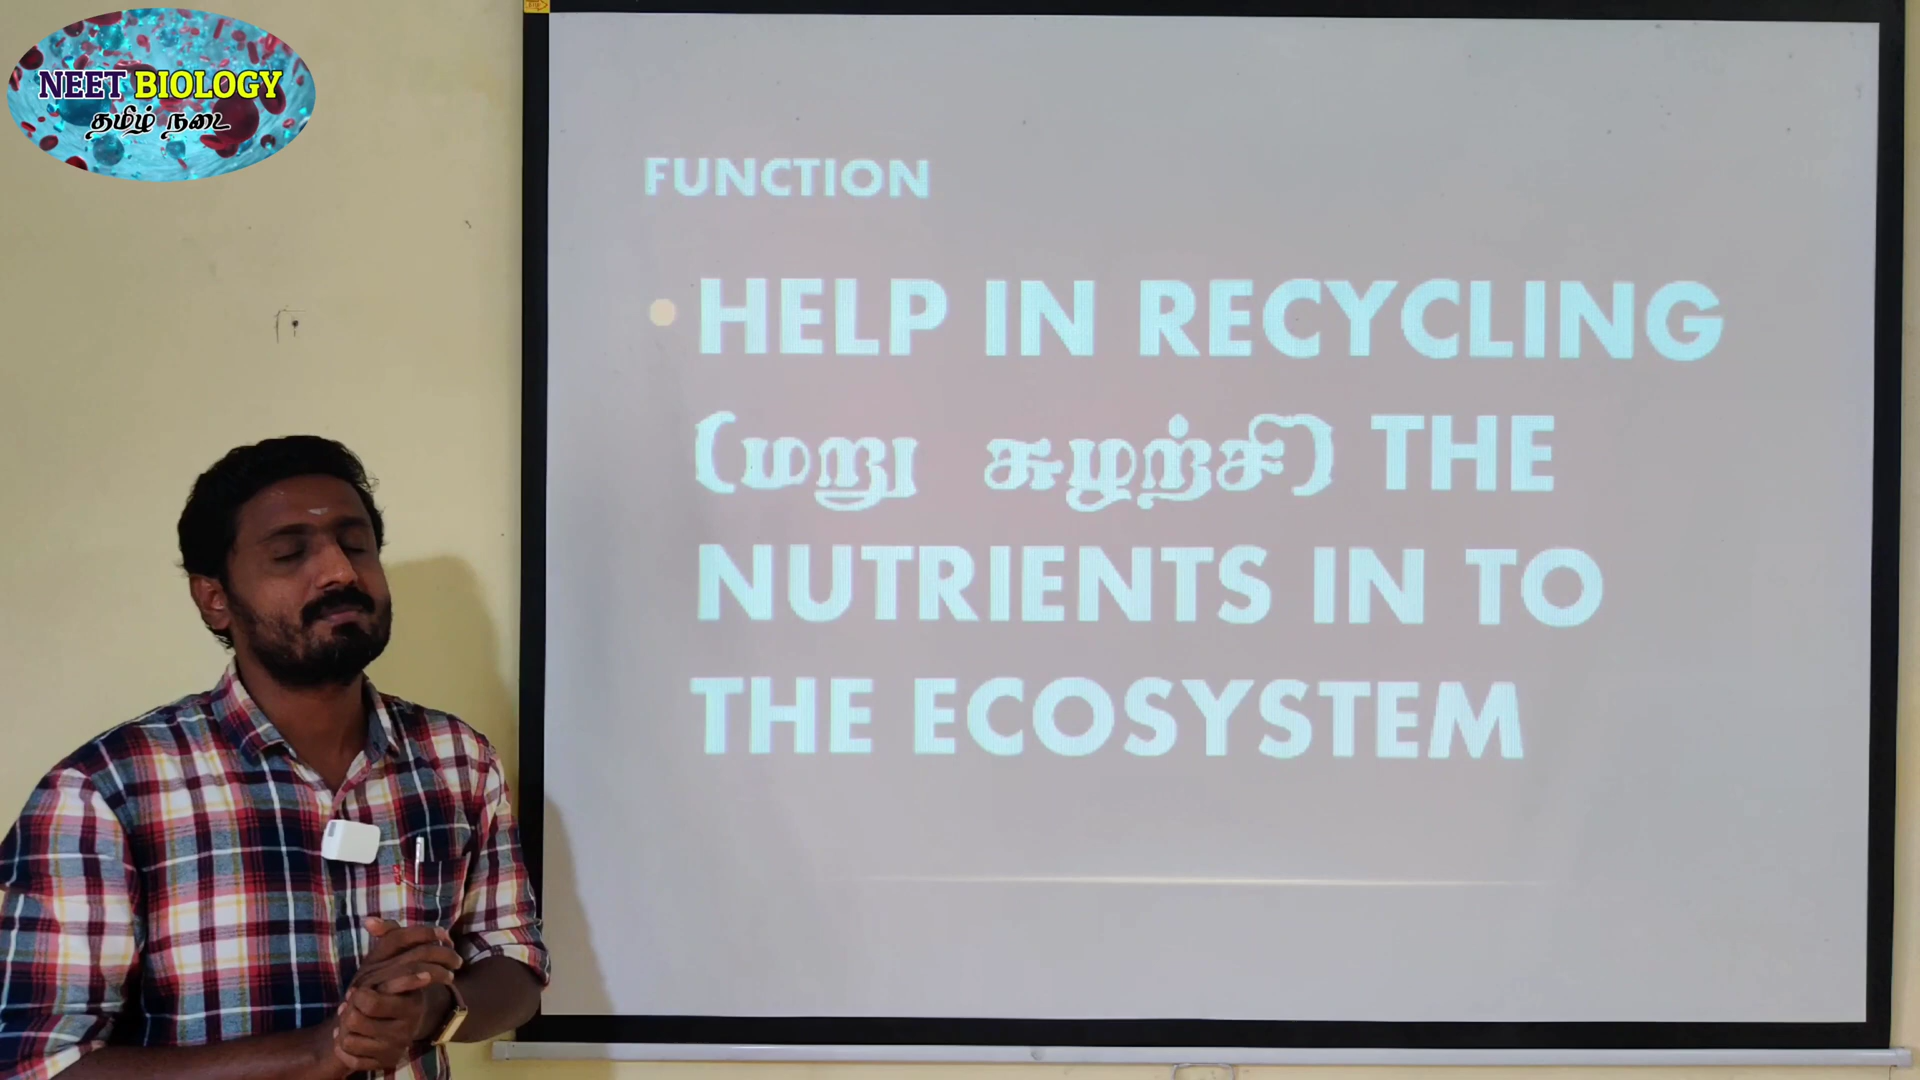 NEET BIOLOGY
தமிழ் நடை
FUNCTION
HELP IN RECYCLING
(மறு சுழற்சி) THE
NUTRIENTS IN TO
THE ECOSYSTEM